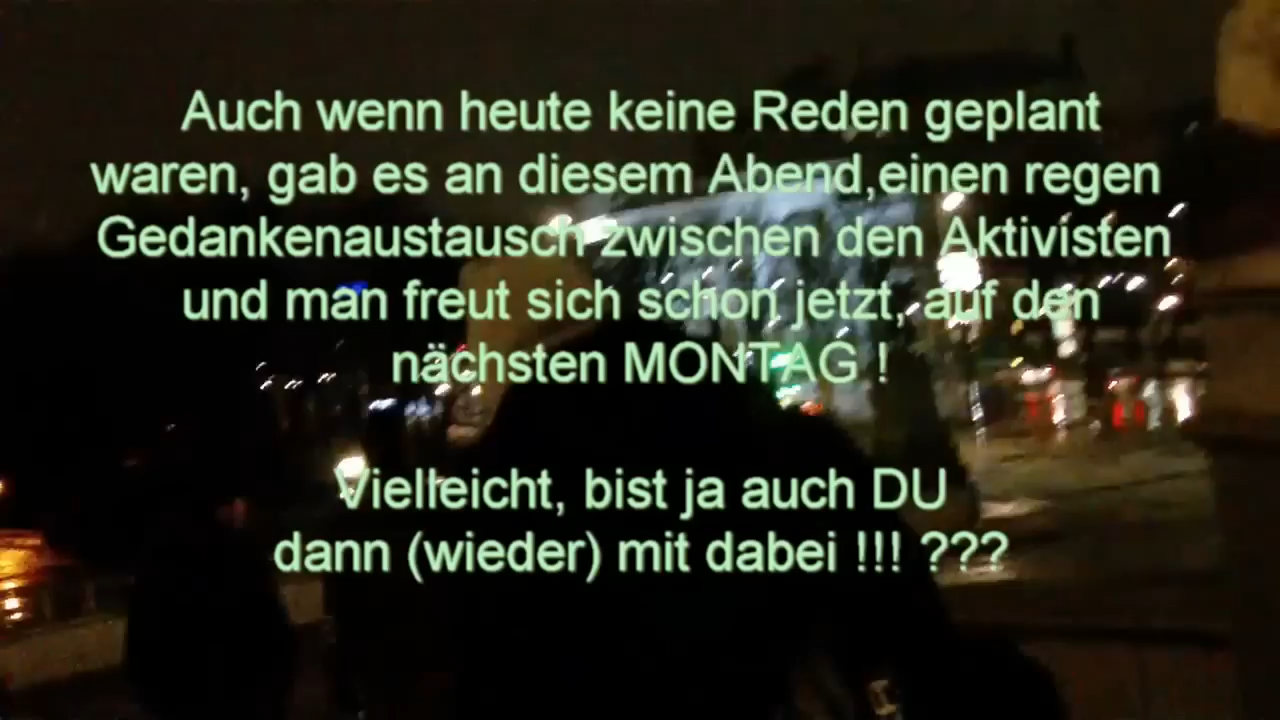 Auch wenn heute keine Reden geplant
waren, gab es an diesem Abend,einen regen
Gedankenaustausch zwischen den Aktivisten
und man freut sich schon jetzt, auf den
nächsten MONTAG !
Vielleicht, bist ja auch DU
dann (wieder) mit dabei !!! ???